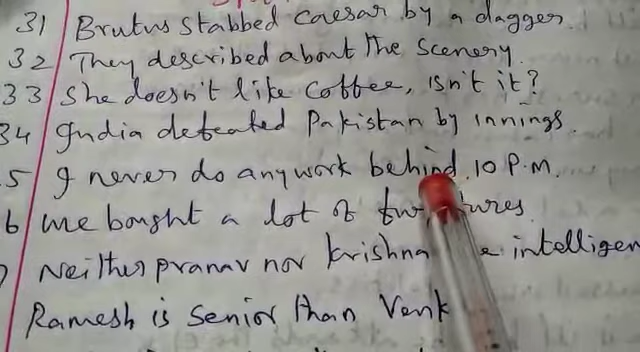 31 Brutus stabbed caesar by a dagger.
32 They described about the scenery.
33 she doesn't like coffee, isn't it?
34 India defeated Pakistan by innings.
5 I never do any work behind 10 P.M.
6 we bought a lot of
Neither pranav nor krishna intelligen
Ramesh is senior than Venk